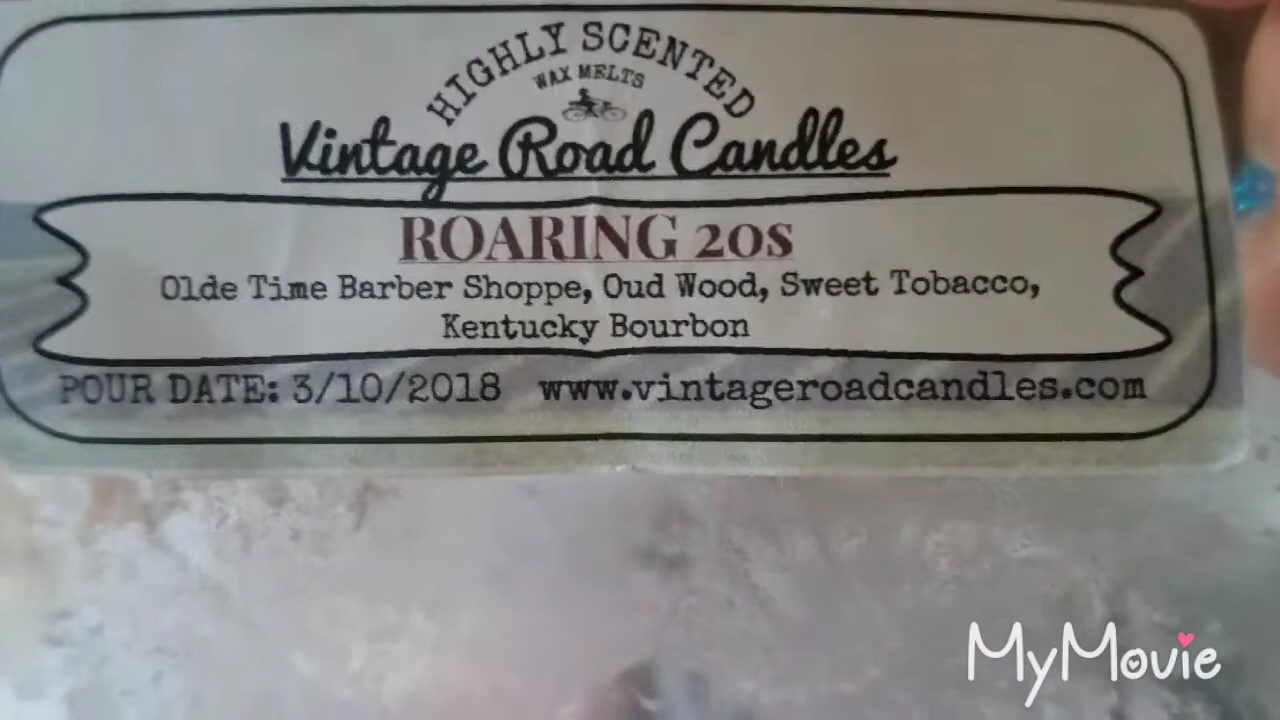 HIGHLY SCENTED
WAX MELTS
Vintage Road Candles
ROARING 20s
Olde Time Barber Shoppe, Oud Wood, Sweet Tobacco,
Kentucky Bourbon
POUR DATE: 3/10/2018 www.vintageroadcandles.com
MyMovie